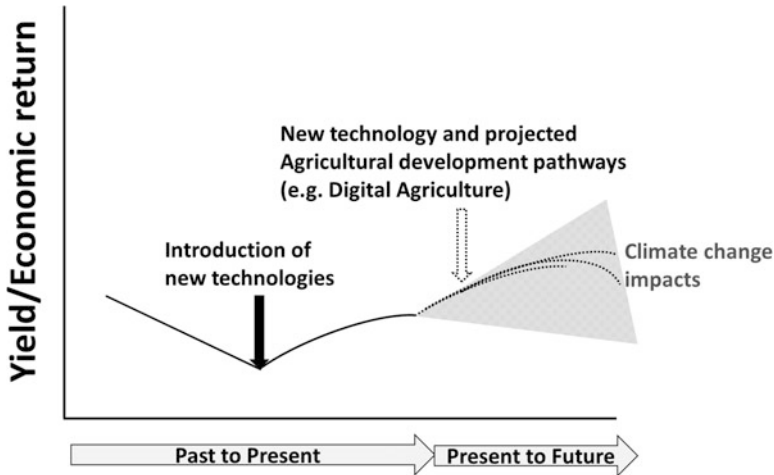 Yield/Economic return
New technology and projected
Agricultural development pathways
(e.g. Digital Agriculture)
Introduction of
new technologies
Climate change
impacts
Past to Present
Present to Future